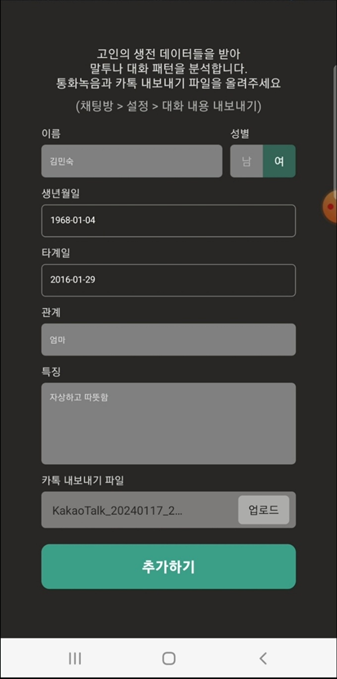 고인의 생전 데이터들을 받아
말투나 대화 패턴을 분석합니다.
통화녹음과 카톡 내보내기 파일을 올려주세요
(채팅방 > 설정 > 대화 내용 내보내기)
이름 성별
김민숙 남 여
생년월일
1968-01-04
타계일
2016-01-29
관계
엄마
특징
자상하고 따뜻함
카톡 내보내기 파일
KakaoTalk_20240117_2... 업로드
추가하기